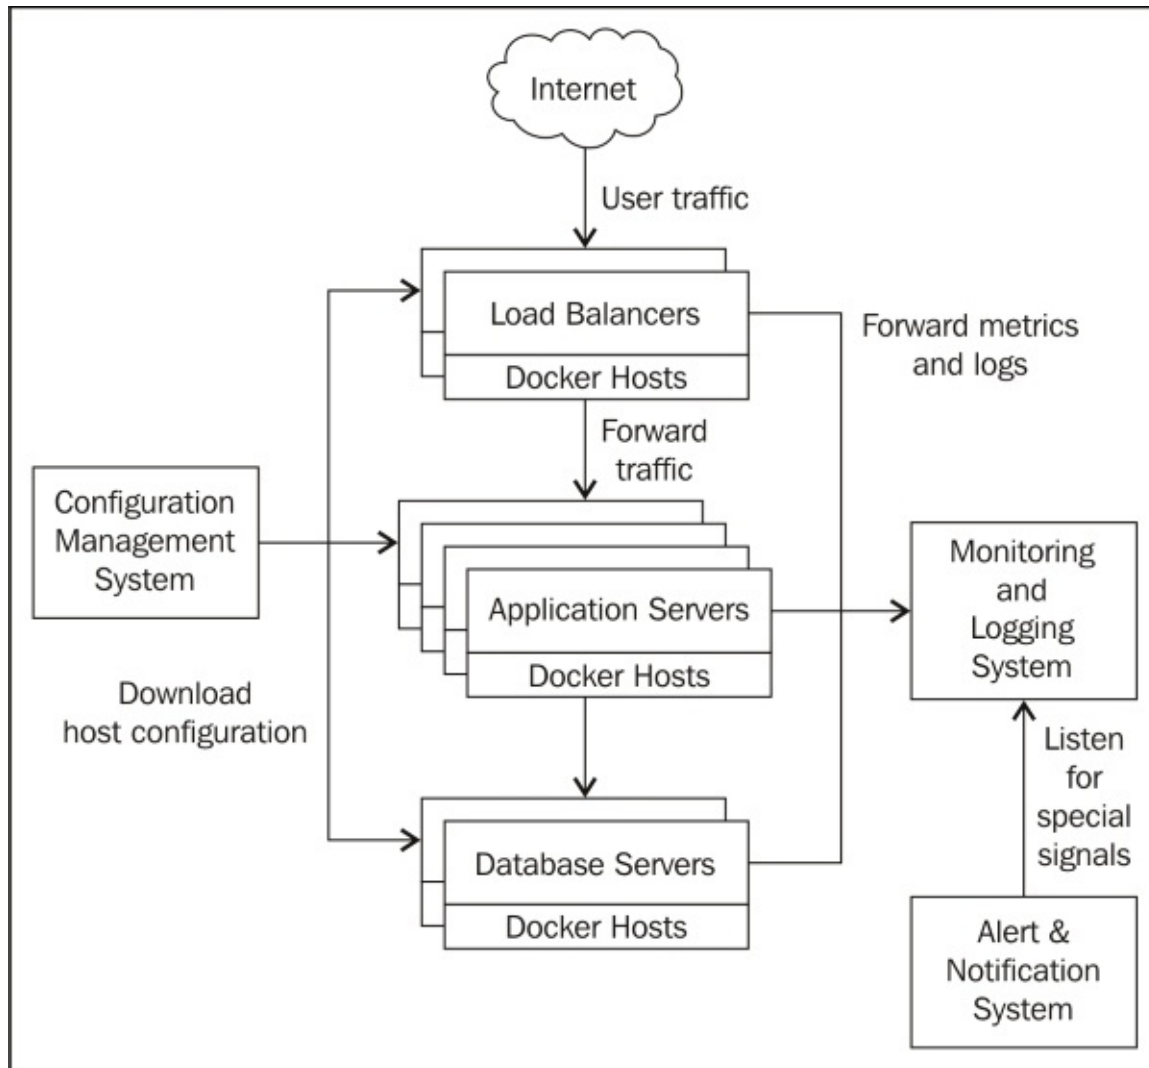 Internet
User traffic
Load Balancers
Docker Hosts
Forward metrics
and logs
Forward
traffic
Configuration
Management
System
Application Servers
Docker Hosts
Monitoring
and
Logging
System
Download
host configuration
Listen
for
special
signals
Database Servers
Docker Hosts
Alert &
Notification
System